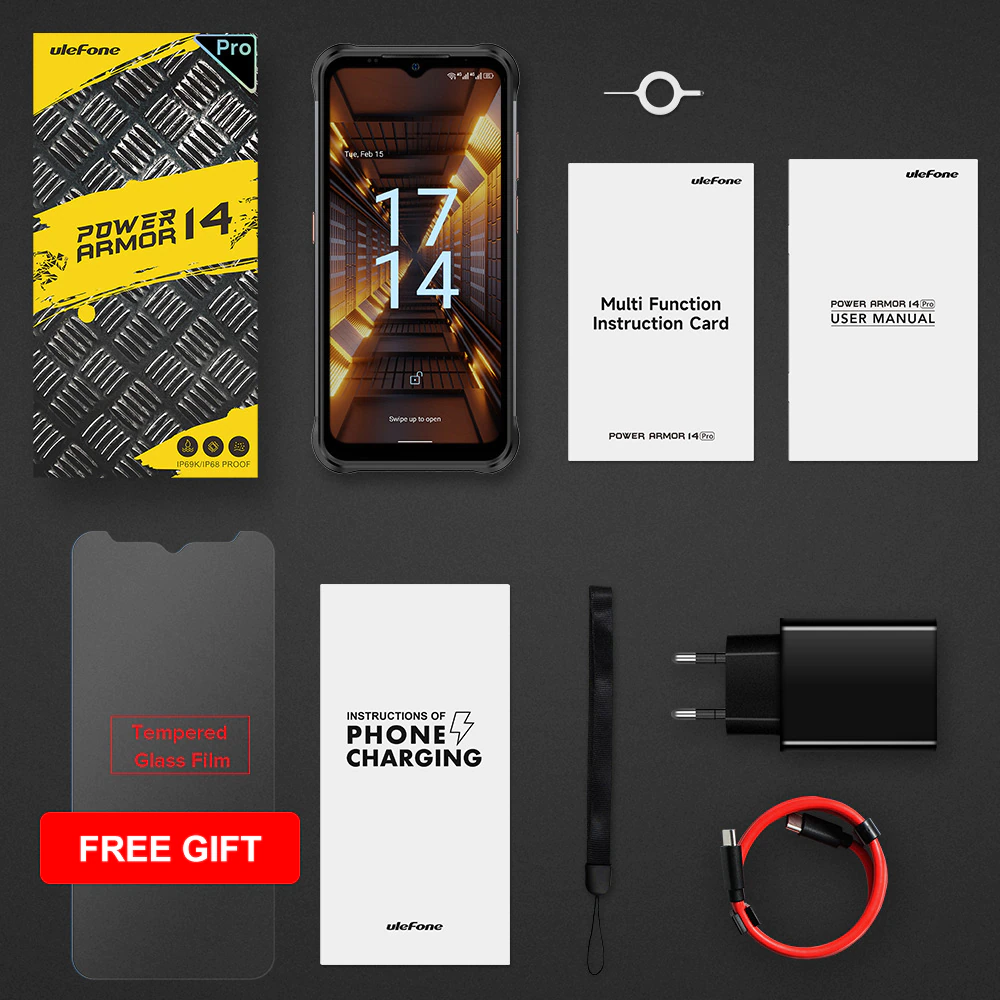 uleFone
Pro
POWER
ARMOR 14
IP69K/IP68 PROOF
4G 4G
Tue, Feb 15
17
14
Swipe up to open
uleFone
Multi Function
Instruction Card
POWER ARMOR 14 Pro
uleFone
POWER ARMOR 14 Pro
USER MANUAL
Tempered
Glass Film
FREE GIFT
INSTRUCTIONS OF
PHONE
CHARGING
uleFone